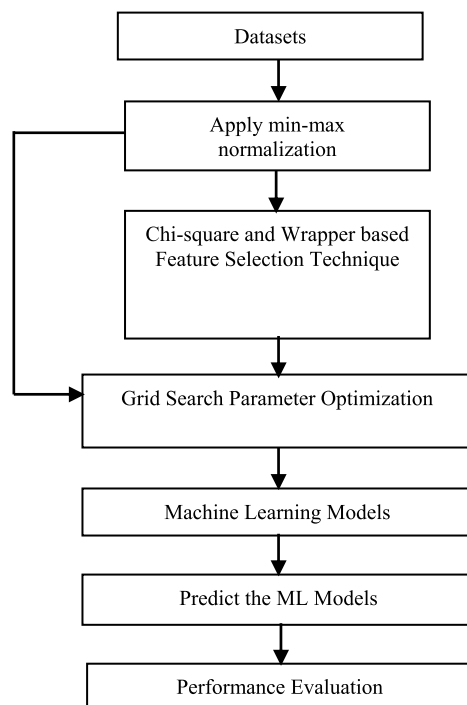 Datasets
Apply min-max
normalization
Chi-square and Wrapper based
Feature Selection Technique
Grid Search Parameter Optimization
Machine Learning Models
Predict the ML Models
Performance Evaluation